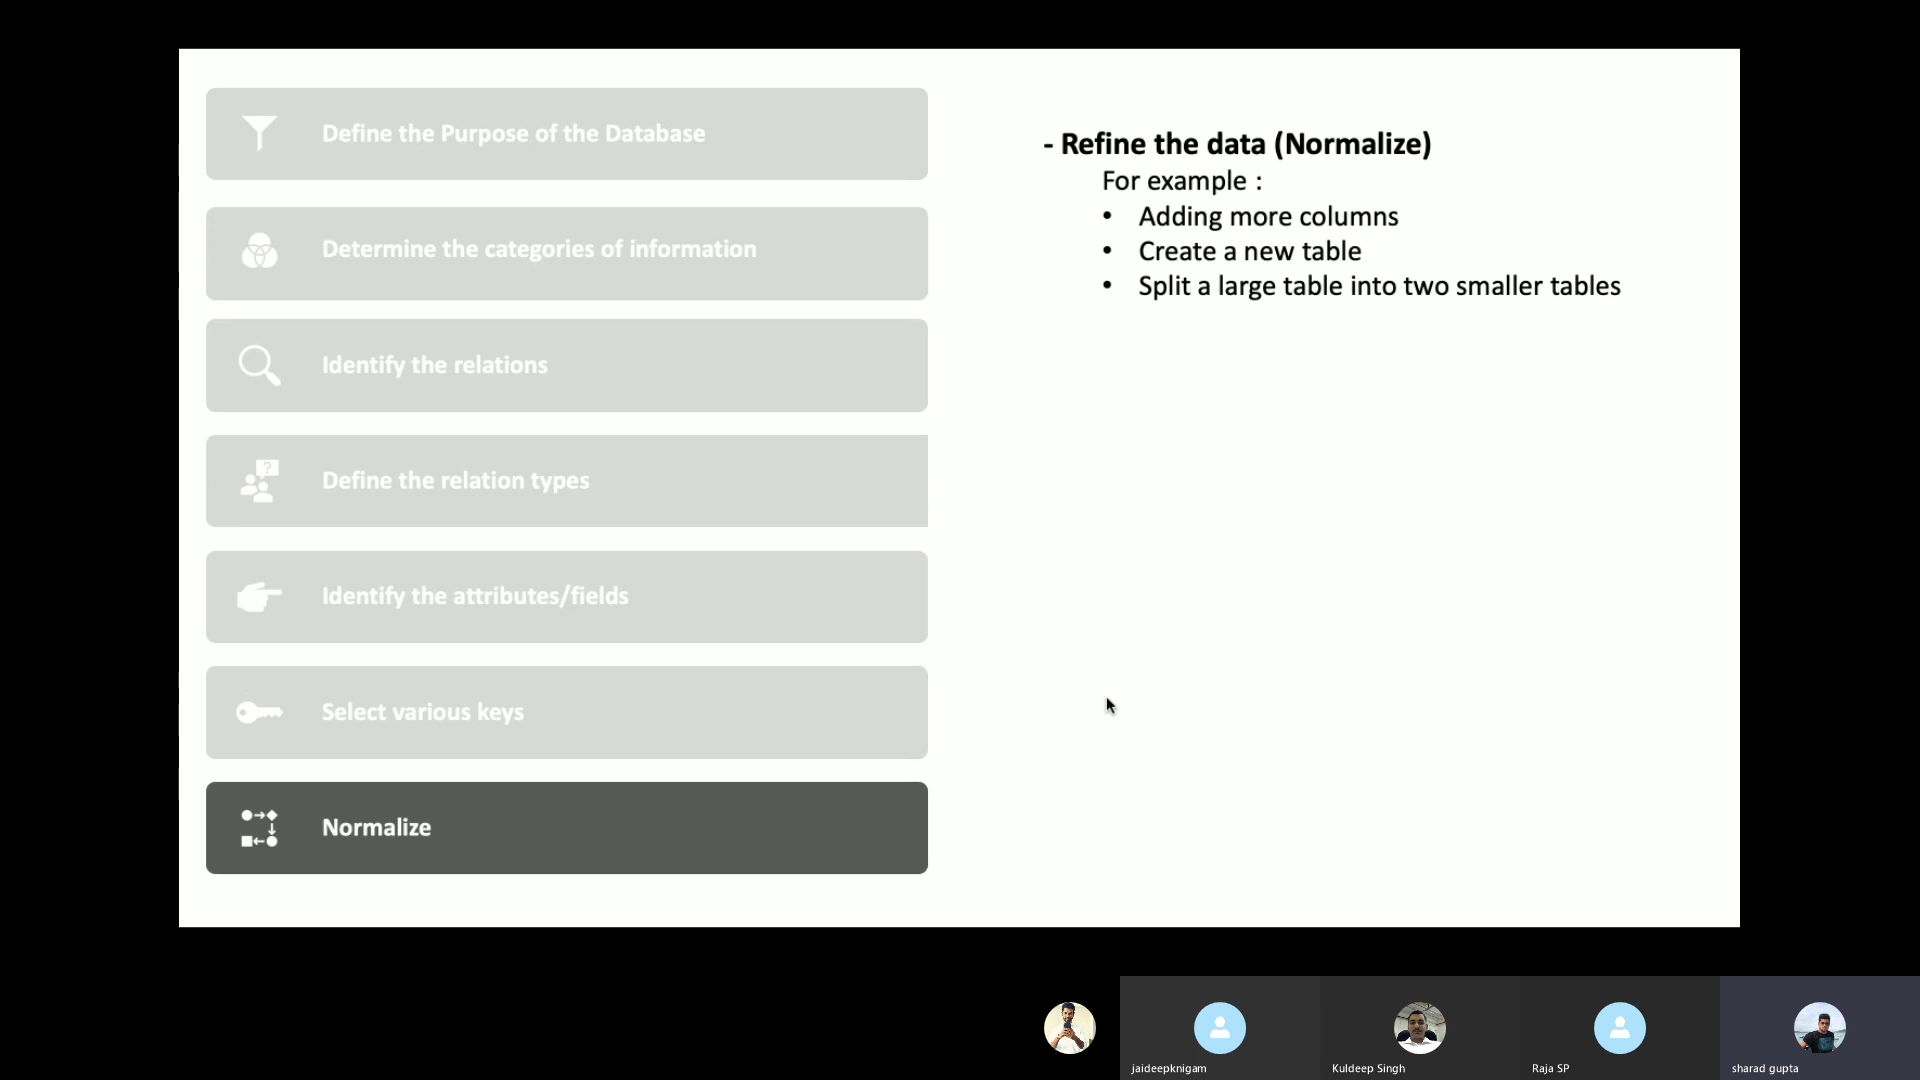 Define the Purpose of the Database
Determine the categories of information
Identify the relations
?
Define the relation types
Identify the attributes/fields
Select various keys
Normalize
- Refine the data (Normalize)
For example :
• Adding more columns
• Create a new table
• Split a large table into two smaller tables
jaideepknigam
Kuldeep Singh
Raja SP
sharad gupta